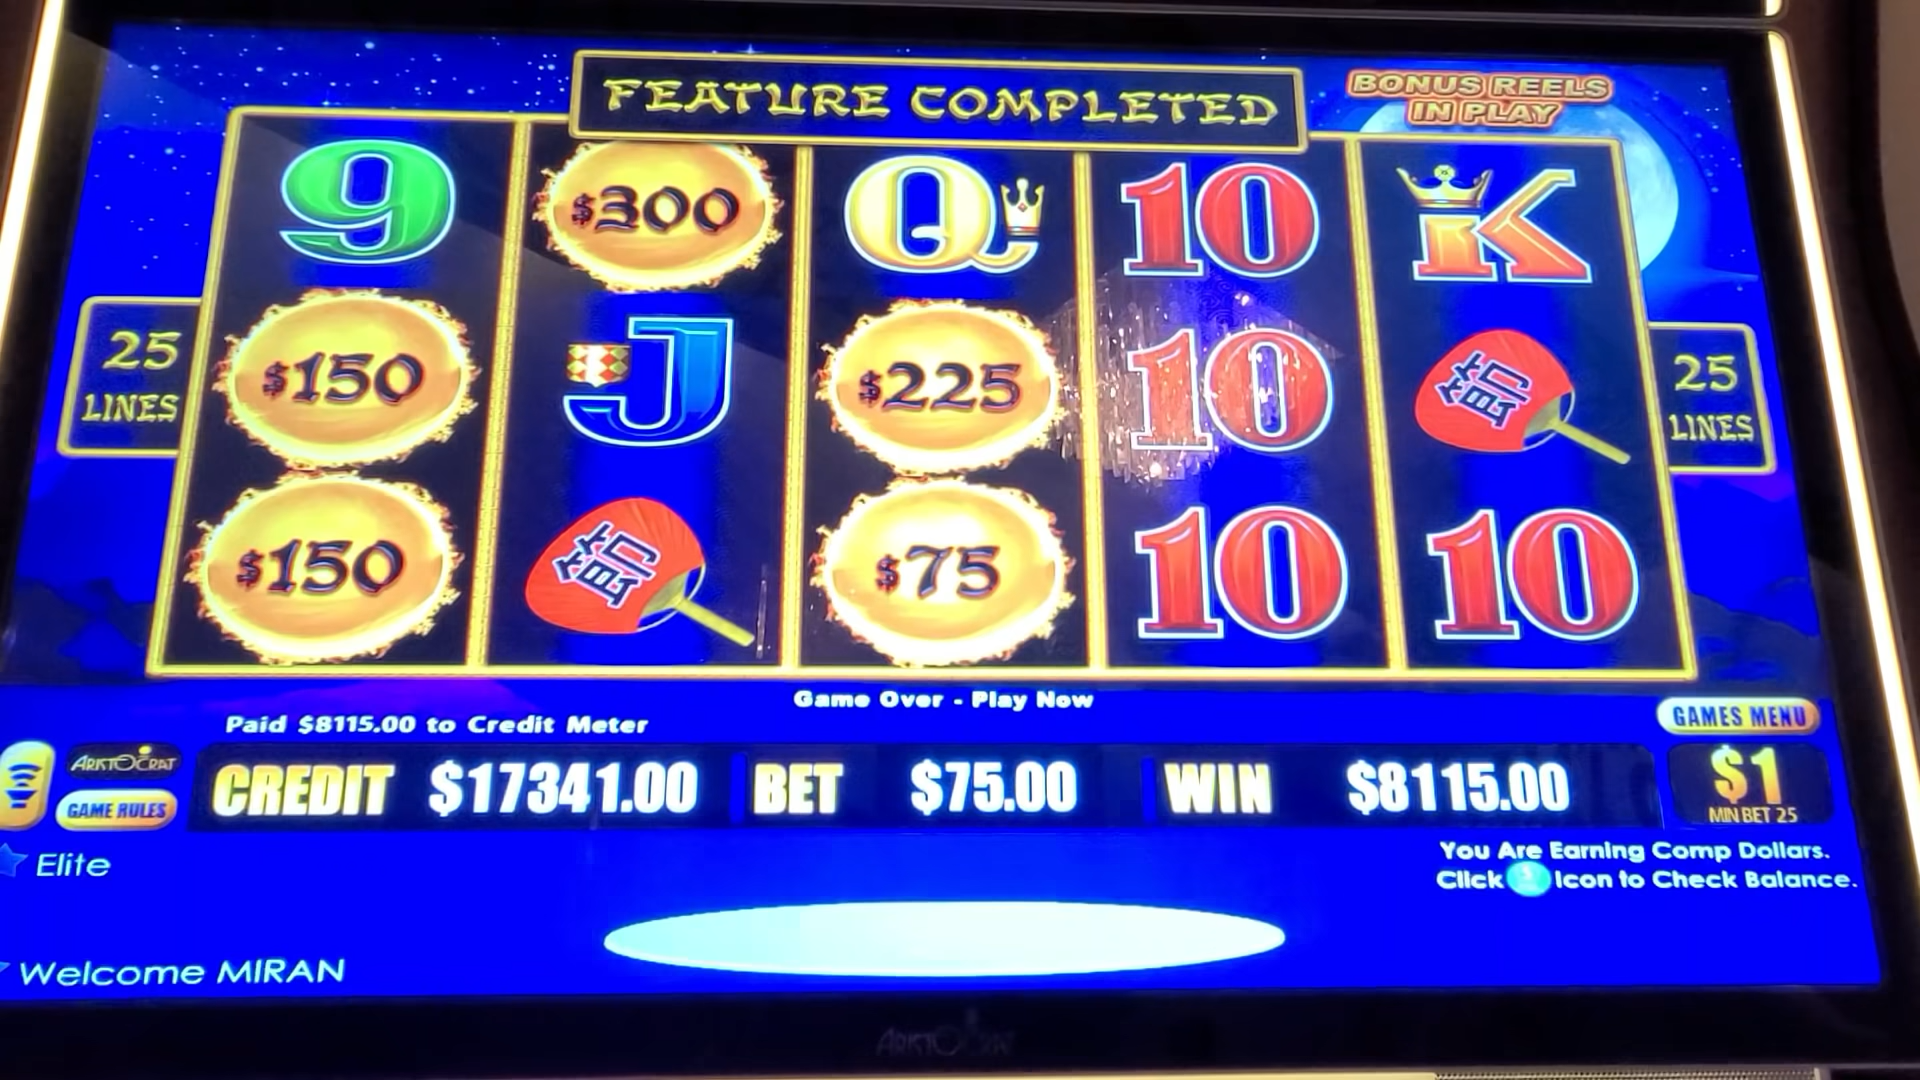 FEATURE COMPLETED
BONUS REELS
IN PLAY
9
$300
Q
10
K
25
LINES
$150
J
$225
10
25
LINES
$150
$75
10
10
Game Over - Play Now
Paid $8115.00 to Credit Meter
GAMES MENU
ARISTOCRAT
GAME RULES
CREDIT $17341.00
BET $75.00
WIN $8115.00
$1
MIN BET 25
Elite
You Are Earning Comp Dollars.
Click Icon to Check Balance.
Welcome MIRAN
ARISTOCRAT